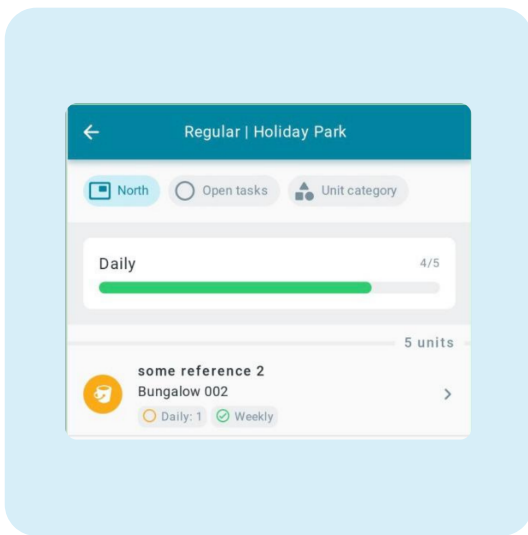 Regular | Holiday Park
North Open tasks Unit category
Daily 4/5
5 units
some reference 2
Bungalow 002
Daily: 1 Weekly